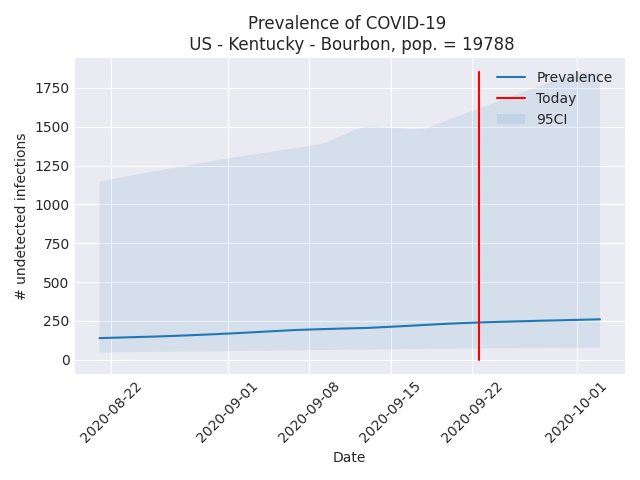 Prevalence of COVID-19
US - Kentucky - Bourbon, pop. = 19788
Prevalence
Today
95CI
# undetected infections
1750
1500
1250
1000
750
500
250
0
2020-08-22
2020-09-01
2020-09-08
2020-09-15
2020-09-22
2020-10-01
Date